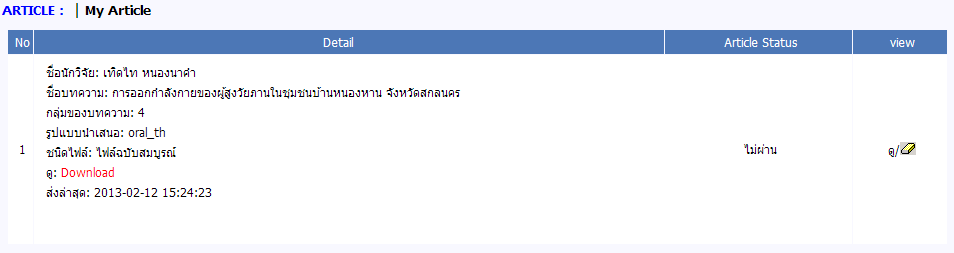 ARTICLE : | My Article
No Detail Article Status view
ชื่อนักวิจัย: เทิดไท หนองนาคำ
ชื่อบทความ: การออกกำลังกายของผู้สูงวัยภานในชุมชนบ้านหนองหาน จังหวัดสกลนคร
กลุ่มของบทความ: 4
รูปแบบนำเสนอ: oral_th
1 ชนิดไฟล์: ไฟล์ฉบับสมบูรณ์ ไม่ผ่าน ดู/
ดู: Download
ส่งล่าสุด: 2013-02-12 15:24:23